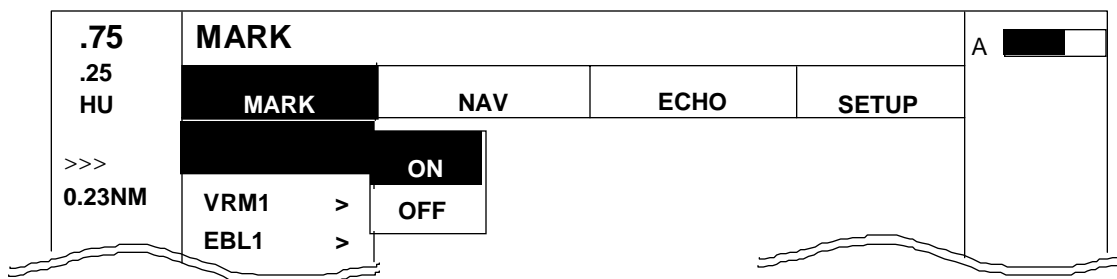 .75
.25
HU
>>>
0.23NM
MARK
MARK NAV ECHO SETUP
ON
VRM1 > OFF
EBL1 >
A